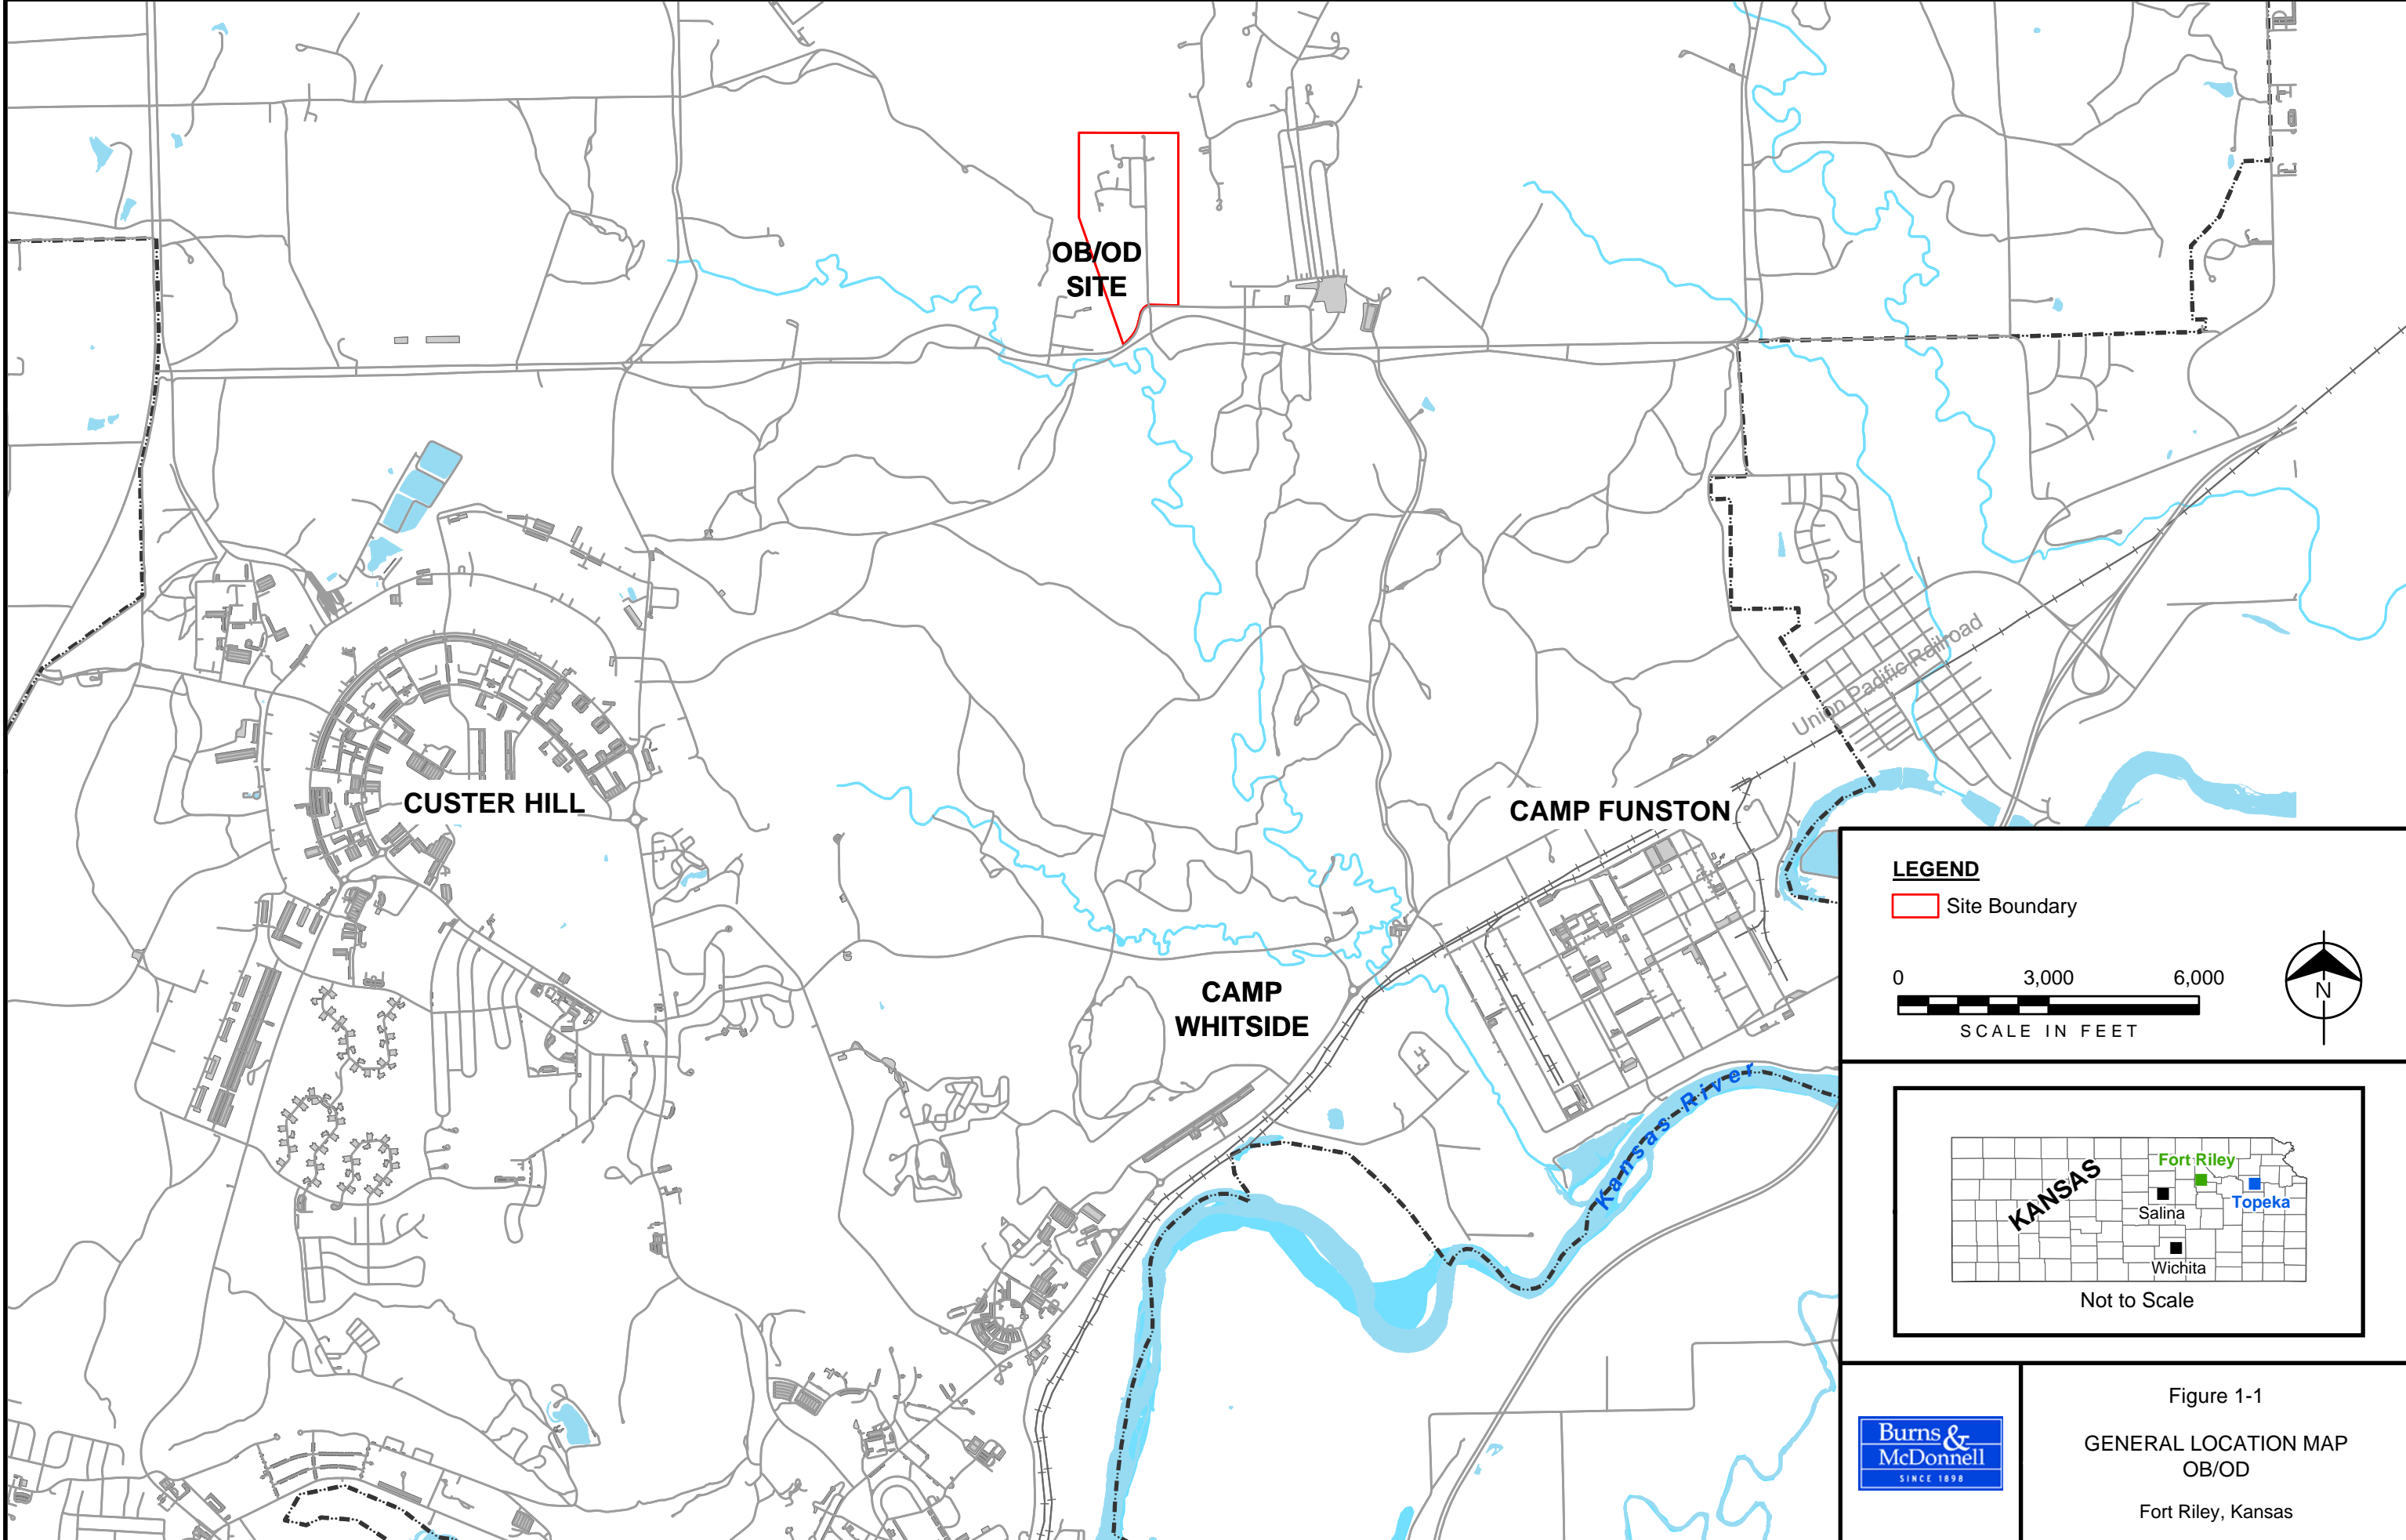 OB/OD
SITE
Union Pacific Railroad
CUSTER HILL
CAMP FUNSTON
CAMP
WHITSIDE
Kansas River
LEGEND
Site Boundary
0 3,000 6,000
SCALE IN FEET
N
KANSAS
Fort Riley
Topeka
Salina
Wichita
Not to Scale
Burns &
McDonnell
SINCE 1898
Figure 1-1
GENERAL LOCATION MAP
OB/OD
Fort Riley, Kansas